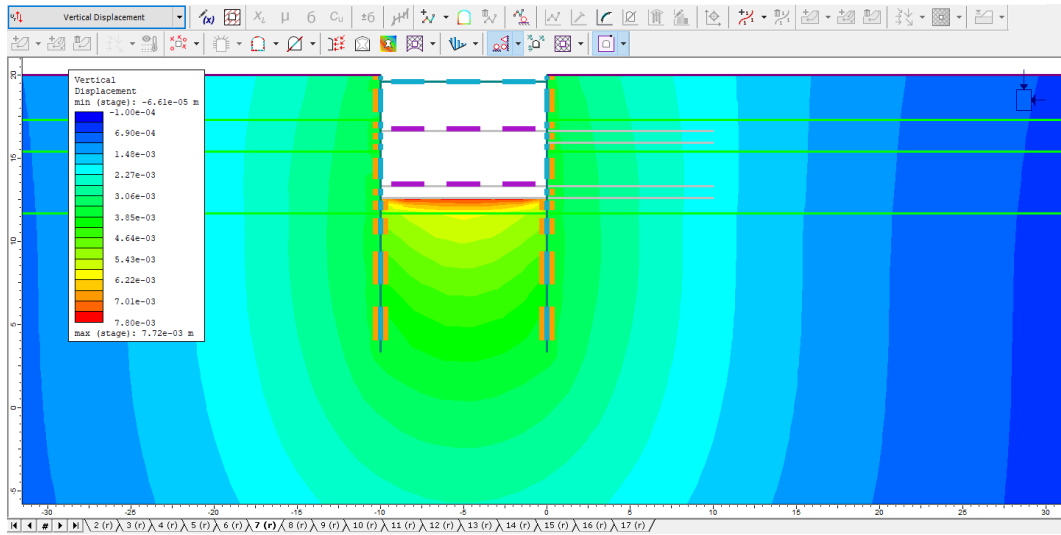 Vertical Displacement
(x) X_L μ б C_u ±б
Vertical
Displacement
min (stage): -6.61e-05 m
-1.00e-04
6.90e-04
1.48e-03
2.27e-03
3.06e-03
3.85e-03
4.64e-03
5.43e-03
6.22e-03
7.01e-03
7.80e-03
max (stage): 7.72e-03 m
20
15
10
5
0
-5
-30 -25 -20 -15 -10 -5 0 5 10 15 20 25 30
# 2 (r) 3 (r) 4 (r) 5 (r) 6 (r) 7 (r) 8 (r) 9 (r) 10 (r) 11 (r) 12 (r) 13 (r) 14 (r) 15 (r) 16 (r) 17 (r)